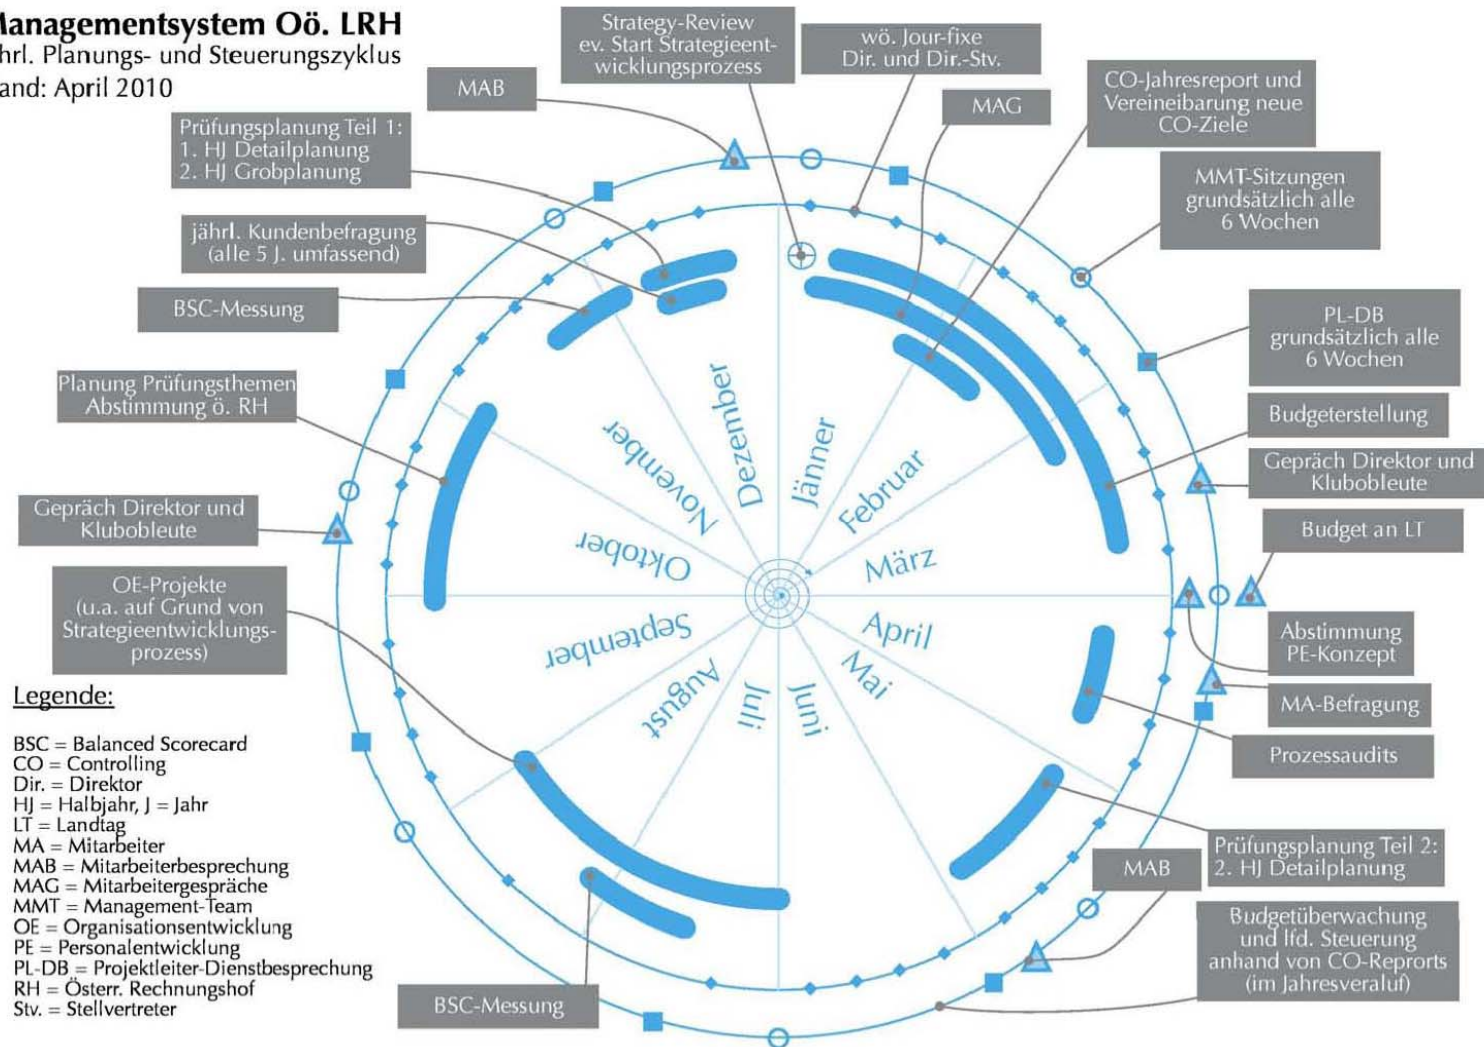 Managementsystem Oö. LRH
hrl. Planungs- und Steuerungszyklus
and: April 2010
MAB
Strategy-Review
ev. Start Strategieent-
wicklungsprozess
wö. Jour-fixe
Dir. und Dir.-Stv.
MAG
CO-Jahresreport und
Vereineibarung neue
CO-Ziele
MMT-Sitzungen
grundsätzlich alle
6 Wochen
PL-DB
grundsätzlich alle
6 Wochen
Budgeterstellung
Gepräch Direktor und
Klubobleute
Budget an LT
Abstimmung
PE-Konzept
MA-Befragung
Prozessaudits
Prüfungsplanung Teil 2:
2. HJ Detailplanung
MAB
Budgetüberwachung
und lfd. Steuerung
anhand von CO-Reprorts
(im Jahresveraluf)
Prüfungsplanung Teil 1:
1. HJ Detailplanung
2. HJ Grobplanung
jährl. Kundenbefragung
(alle 5 J. umfassend)
BSC-Messung
Planung Prüfungsthemen
Abstimmung ö. RH
Gepräch Direktor und
Klubobleute
OE-Projekte
(u.a. auf Grund von
Strategieentwicklungs-
prozess)
BSC-Messung
Jänner
Februar
März
April
Mai
Juni
Juli
August
September
Oktober
November
Dezember
Legende:
BSC = Balanced Scorecard
CO = Controlling
Dir. = Direktor
HJ = Halbjahr, J = Jahr
LT = Landtag
MA = Mitarbeiter
MAB = Mitarbeiterbesprechung
MAG = Mitarbeitergespräche
MMT = Management-Team
OE = Organisationsentwicklung
PE = Personalentwicklung
PL-DB = Projektleiter-Dienstbesprechung
RH = Österr. Rechnungshof
Stv. = Stellvertreter